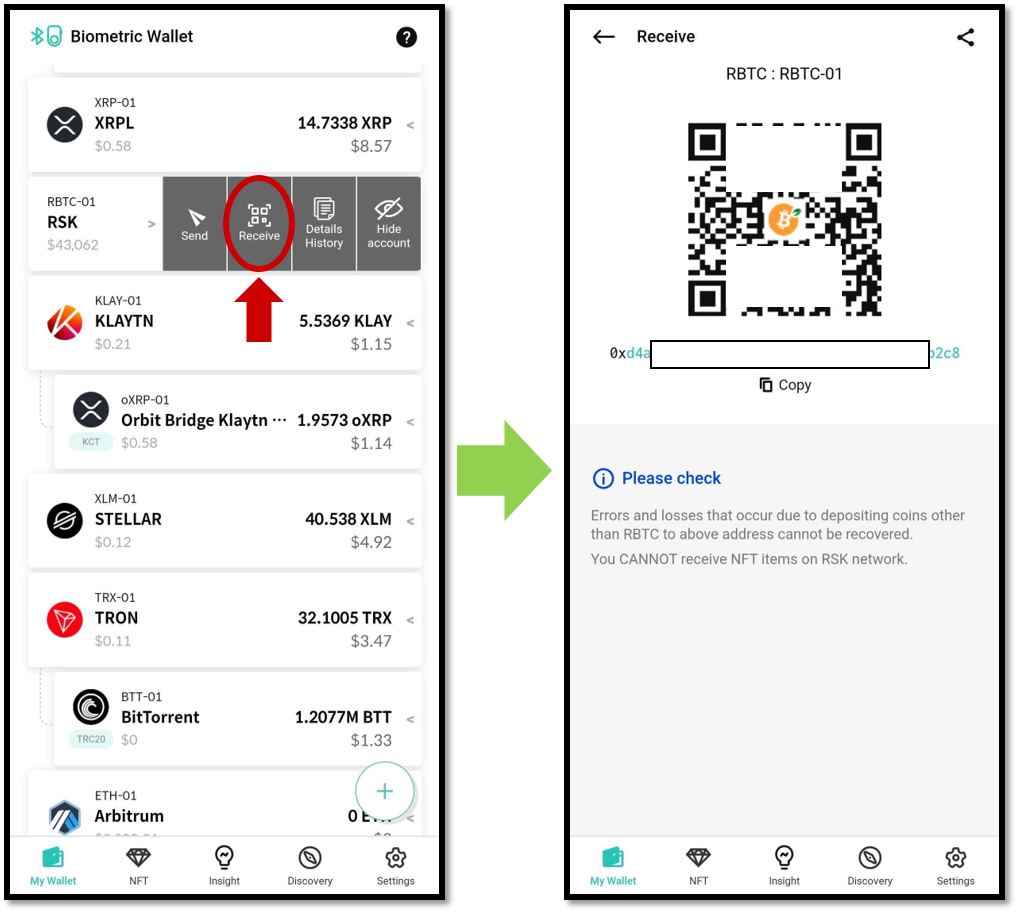 Biometric Wallet
?
XRP-01
XRPL
14.7338 XRP
<
$0.58
$8.57
RBTC-01
RSK
$43,062
>
Send
Receive
Details
History
Hide
account
KLAY-01
KLAYTN
5.5369 KLAY
<
$0.21
$1.15
oXRP-01
Orbit Bridge Klaytn ···
1.9573 oXRP
<
KCT
$0.58
$1.14
XLM-01
STELLAR
40.538 XLM
<
$0.12
$4.92
TRX-01
TRON
32.1005 TRX
<
$0.11
$3.47
BTT-01
BitTorrent
1.2077M BTT
<
TRC20
$0
$1.33
+
ETH-01
Arbitrum
0
<
My Wallet
NFT
Insight
Discovery
Settings
Receive
RBTC : RBTC-01
0xd4a
2c8
Copy
Please check
Errors and losses that occur due to depositing coins other
than RBTC to above address cannot be recovered.
You CANNOT receive NFT items on RSK network.
My Wallet
NFT
Insight
Discovery
Settings